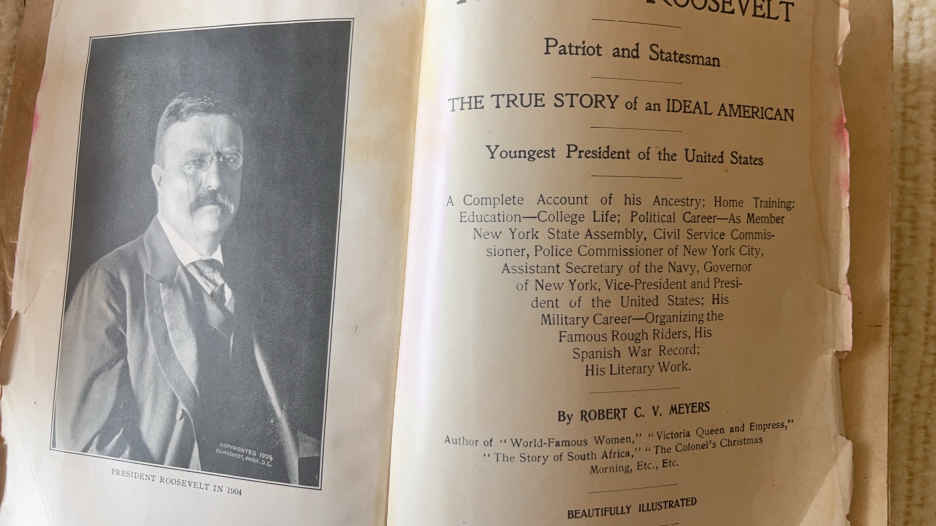 COPYRIGHTED 1904
PRESIDENT ROOSEVELT IN 1904
ROOSEVELT
Patriot and Statesman
THE TRUE STORY of an IDEAL AMERICAN
Youngest President of the United States
A Complete Account of his Ancestry; Home Training:
Education—College Life; Political Career—As Member
New York State Assembly, Civil Service Commis-
sioner, Police Commissioner of New York City,
Assistant Secretary of the Navy, Governor
of New York, Vice-President and Presi-
dent of the United States; His
Military Career—Organizing the
Famous Rough Riders, His
Spanish War Record;
His Literary Work.
By ROBERT C. V. MEYERS
Author of "World-Famous Women," "Victoria Queen and Empress,"
"The Story of South Africa," "The Colonel's Christmas
Morning, Etc., Etc.
BEAUTIFULLY ILLUSTRATED